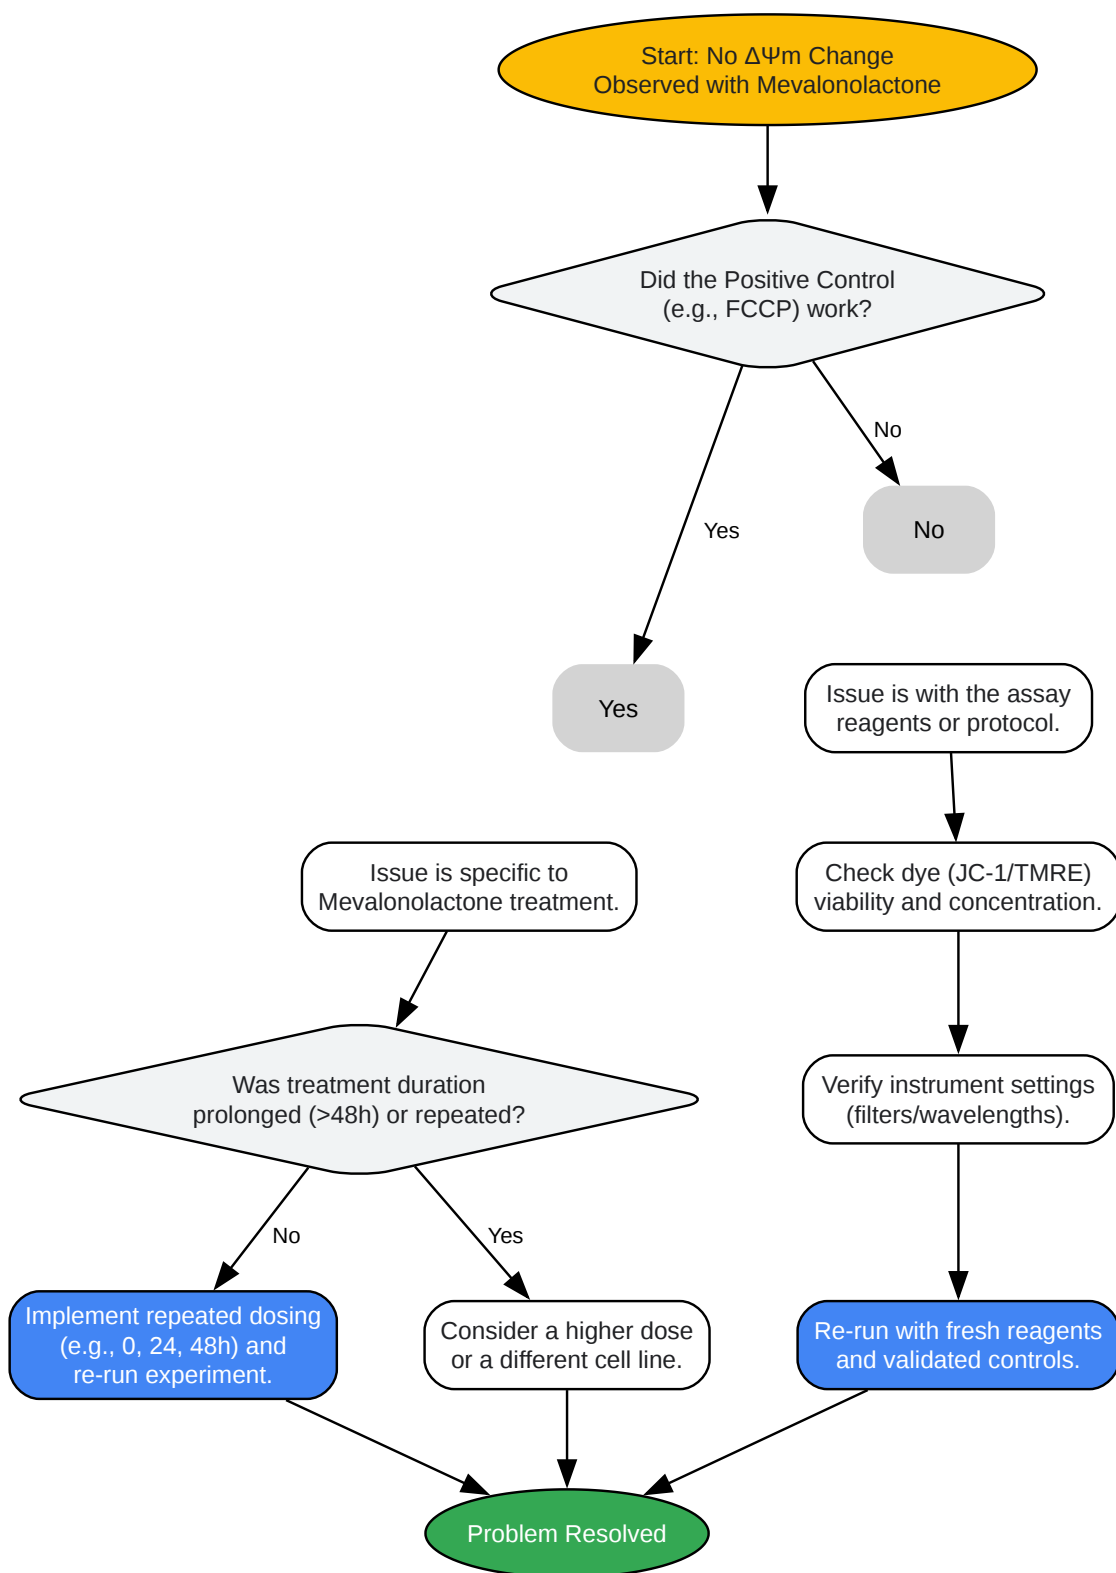 Start: No ΔΨm Change
Observed with Mevalonolactone
Did the Positive Control
(e.g., FCCP) work?
No
Yes
No
Yes
Issue is with the assay
reagents or protocol.
Issue is specific to
Mevalonolactone treatment.
Check dye (JC-1/TMRE)
viability and concentration.
Was treatment duration
prolonged (>48h) or repeated?
Verify instrument settings
(filters/wavelengths).
No
Yes
Implement repeated dosing
(e.g., 0, 24, 48h) and
re-run experiment.
Consider a higher dose
or a different cell line.
Re-run with fresh reagents
and validated controls.
Problem Resolved